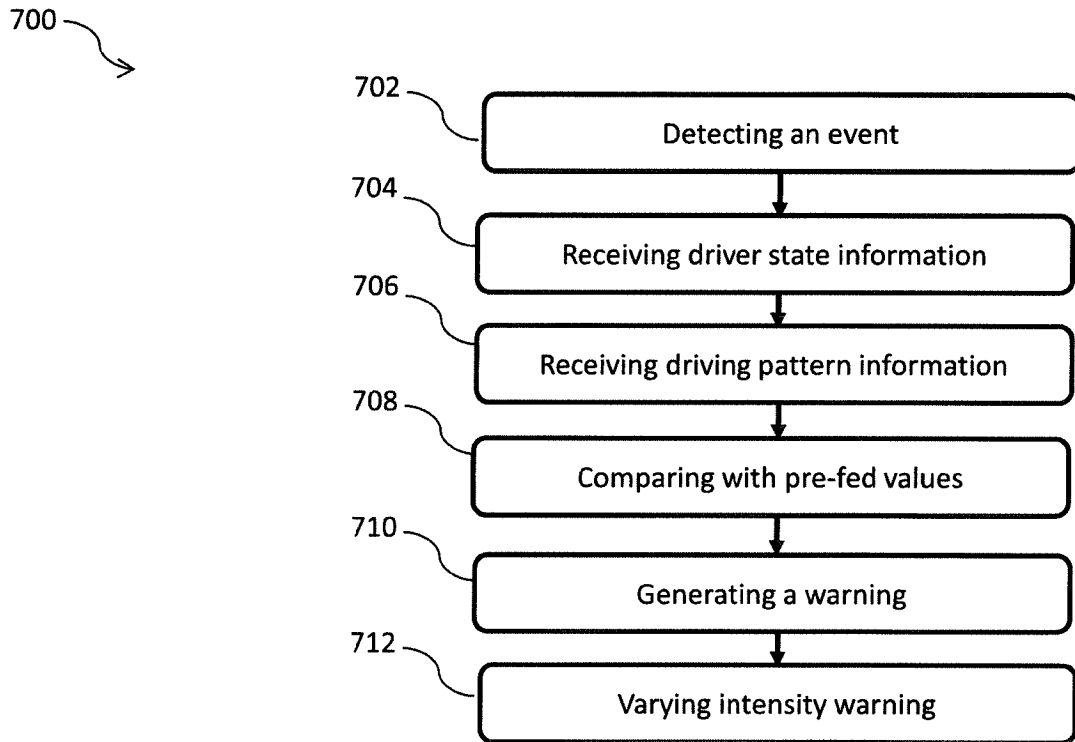 700
702
Detecting an event
704
Receiving driver state information
706
Receiving driving pattern information
708
Comparing with pre-fed values
710
Generating a warning
712
Varying intensity warning